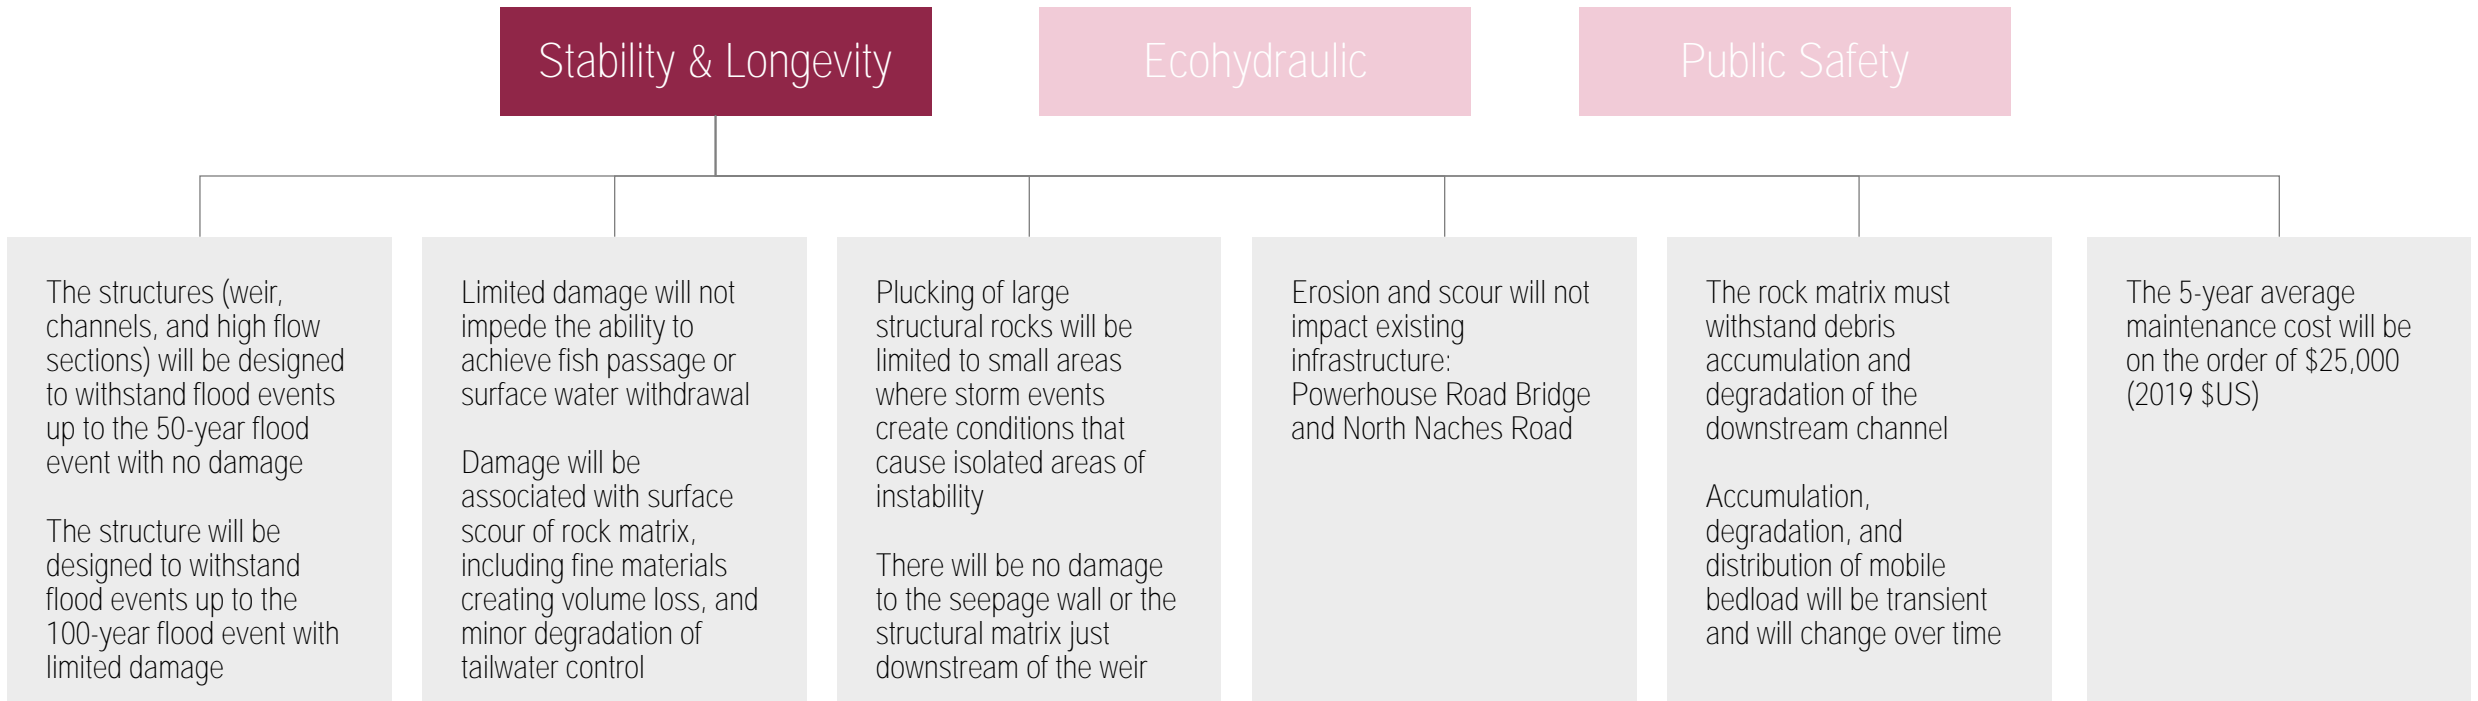 Stability & Longevity
Ecohydraulic
Public Safety
The structures (weir,
channels, and high flow
sections) will be designed
to withstand flood events
up to the 50-year flood
event with no damage
The structure will be
designed to withstand
flood events up to the
100-year flood event with
limited damage
Limited damage will not
impede the ability to
achieve fish passage or
surface water withdrawal
Damage will be
associated with surface
scour of rock matrix,
including fine materials
creating volume loss, and
minor degradation of
tailwater control
Plucking of large
structural rocks will be
limited to small areas
where storm events
create conditions that
cause isolated areas of
instability
There will be no damage
to the seepage wall or the
structural matrix just
downstream of the weir
Erosion and scour will not
impact existing
infrastructure:
Powerhouse Road Bridge
and North Naches Road
The rock matrix must
withstand debris
accumulation and
degradation of the
downstream channel
Accumulation,
degradation, and
distribution of mobile
bedload will be transient
and will change over time
The 5-year average
maintenance cost will be
on the order of $25,000
(2019 $US)